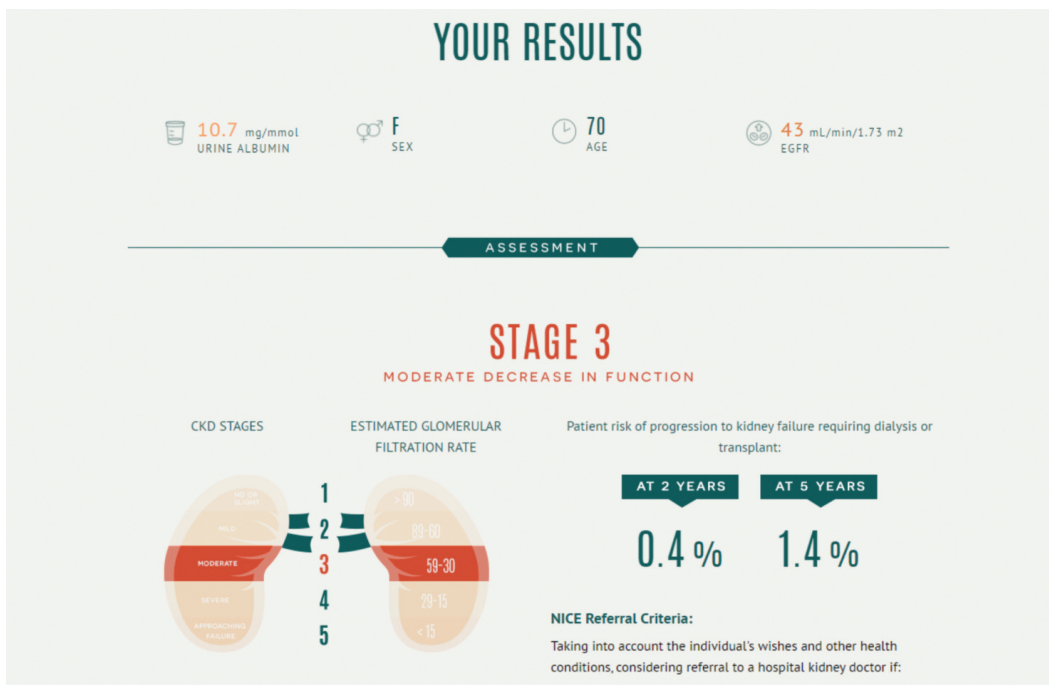 YOUR RESULTS
10.7 mg/mmol
URINE ALBUMIN
F
SEX
70
AGE
43 mL/min/1.73 m2
EGFR
ASSESSMENT
STAGE 3
MODERATE DECREASE IN FUNCTION
CKD STAGES
ESTIMATED GLOMERULAR
FILTRATION RATE
1
> 90
MILD
2
89-60
MODERATE
3
59-30
SEVERE
4
29-15
APPROACHING
FAILURE
5
< 15
Patient risk of progression to kidney failure requiring dialysis or
transplant:
AT 2 YEARS
AT 5 YEARS
0.4 %
1.4 %
NICE Referral Criteria:
Taking into account the individual's wishes and other health
conditions, considering referral to a hospital kidney doctor if: